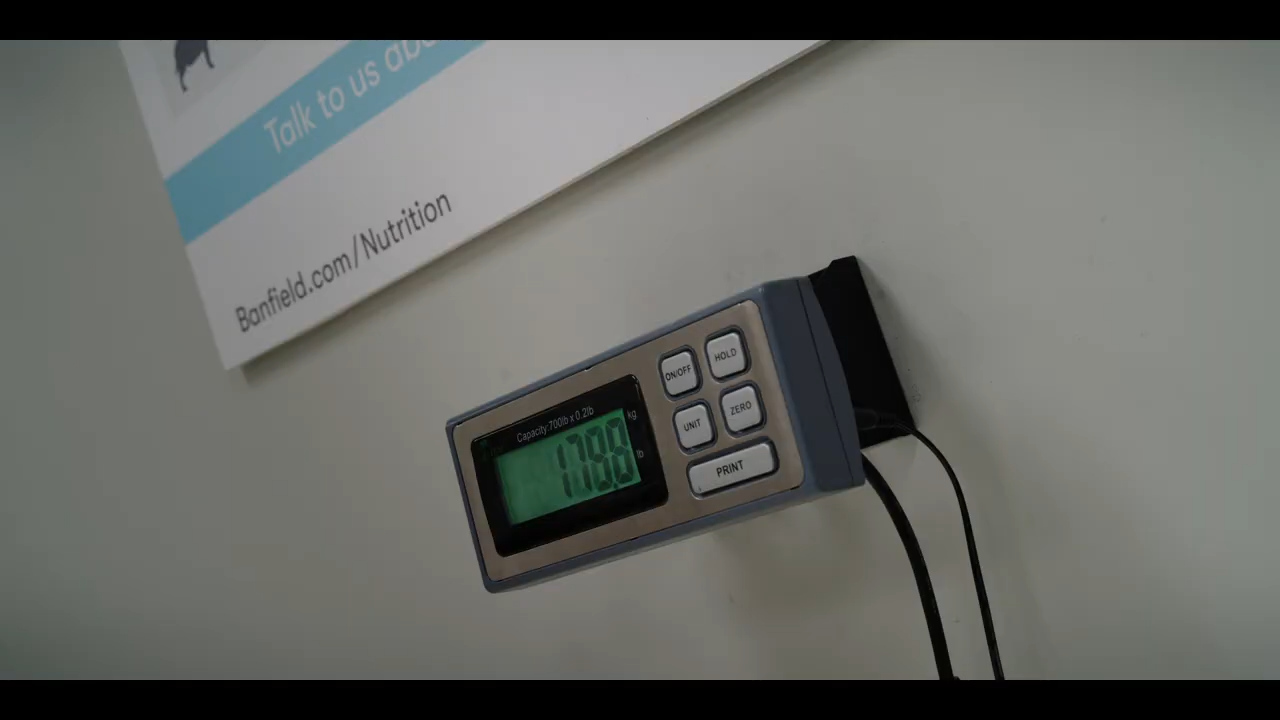 Talk to us abo
Banfield.com/Nutrition
Capacity:700lb x 0.2lb
178.8
kg
lb
ON/OFF
HOLD
UNIT
ZERO
PRINT